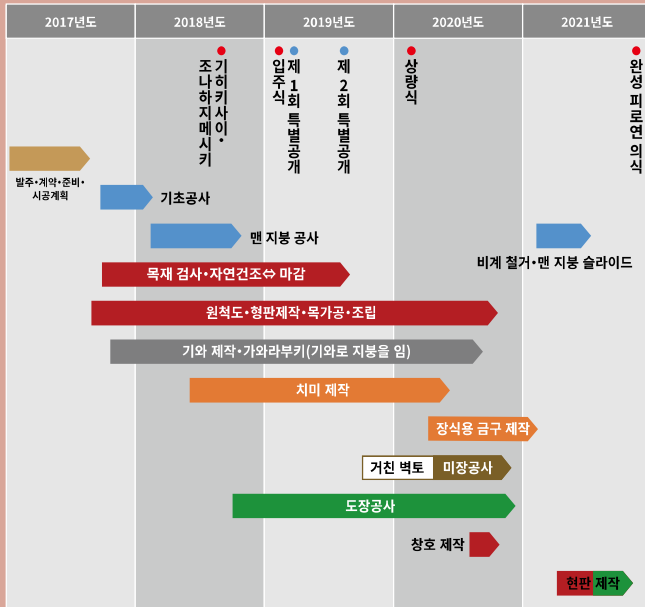 2017년도
2018년도
2019년도
2020년도
2021년도
기히키사이•
조나하지메시키
입주식
제 1회 특별공개
제 2회 특별공개
상량식
완성 피로연 의식
발주•계약•준비•
시공계획
기초공사
맨 지붕 공사
비계 철거•맨 지붕 슬라이드
목재 검사•자연건조⇔ 마감
원척도•형판제작•목가공•조립
기와 제작•가와라부키(기와로 지붕을 임)
치미 제작
장식용 금구 제작
거친 벽토
미장공사
도장공사
창호 제작
현판 제작